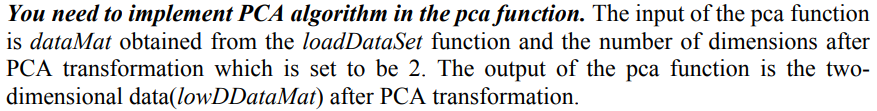 You need to implement PCA algorithm in the pca function. The input of the pca function
is dataMat obtained from the loadDataSet function and the number of dimensions after
PCA transformation which is set to be 2. The output of the pca function is the two-
dimensional data(lowDDataMat) after PCA transformation.